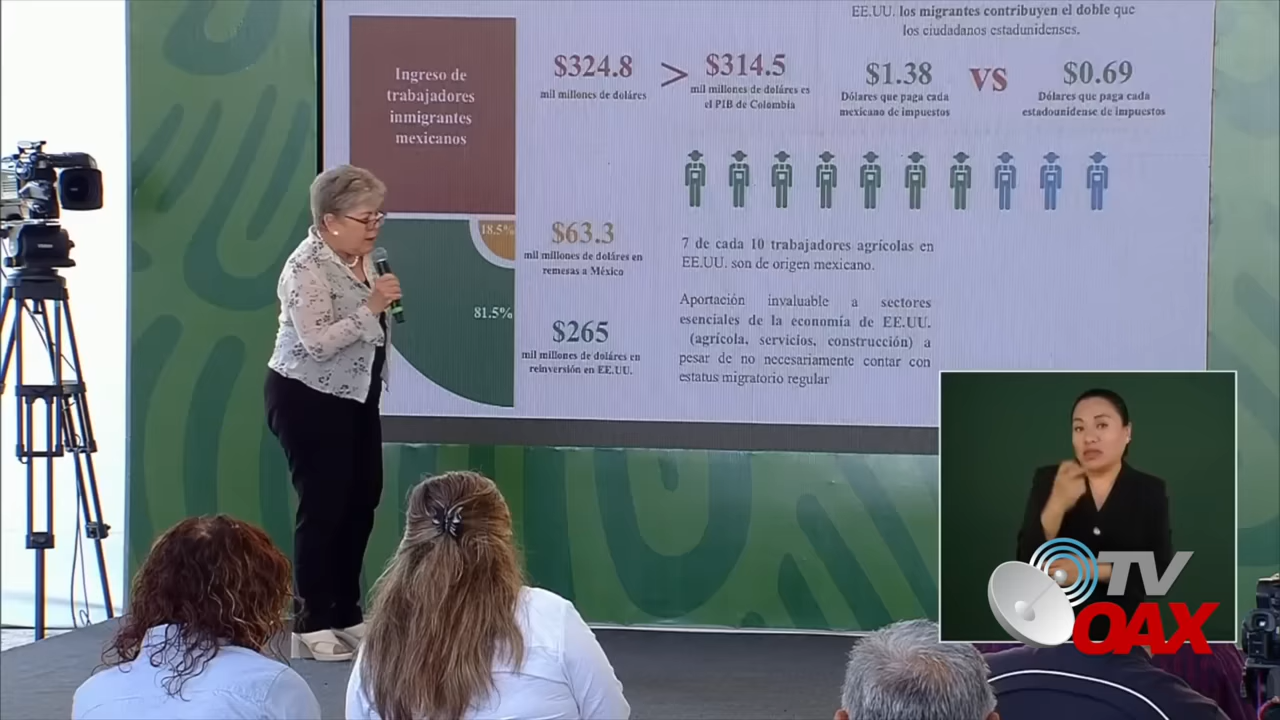 Ingreso de
trabajadores
inmigrantes
mexicanos
$324.8
mil millones de dólares
>
$314.5
mil millones de dólares es
el PIB de Colombia
EE.UU. los migrantes contribuyen el doble que
los ciudadanos estadunidenses.
$1.38
Dólares que paga cada
mexicano de impuestos
VS
$0.69
Dólares que paga cada
estadounidense de impuestos
18.5%
$63.3
mil millones de doláres en
remesas a México
81.5%
$265
mil millones de doláres en
reinversión en EE.UU.
7 de cada 10 trabajadores agrícolas en
EE.UU. son de origen mexicano.
Aportación invaluable a sectores
esenciales de la economía de EE.UU.
(agrícola, servicios, construcción) a
pesar de no necesariamente contar con
estatus migratorio regular
TV
OAX